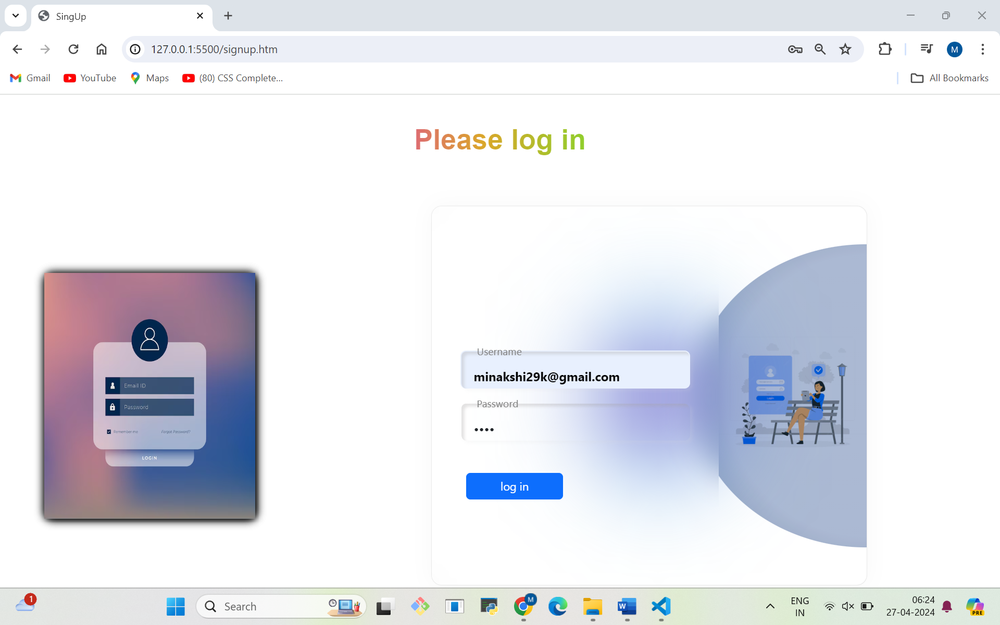 SingUp
127.0.0.1:5500/signup.htm
M
Gmail
YouTube
Maps
(80) CSS Complete...
All Bookmarks
Please log in
Email ID
Password
Remember me
Forgot Password?
LOGIN
Username
minakshi29k@gmail.com
Password
••••
log in
Login
1
Search
M
W
ENG
IN
06:24
27-04-2024
PRE